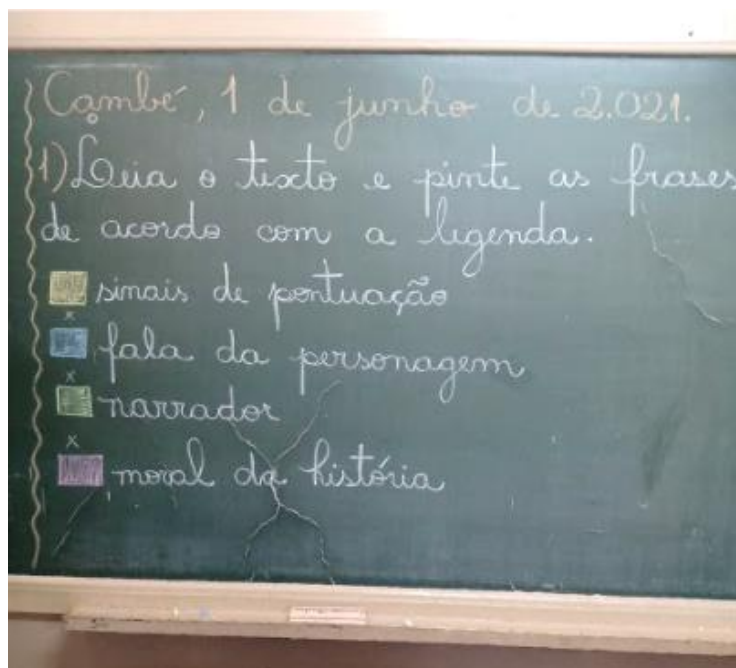 Cambé, 1 de junho de 2.021.
1) Leia o texto e pinte as frases
de acordo com a legenda.
sinais de pontuação
x
fala da personagem
x
narrador
x
moral da história